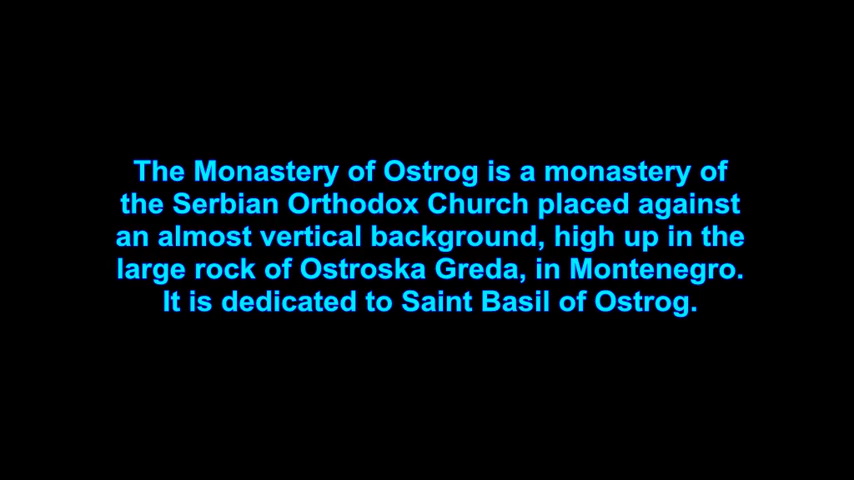 The Monastery of Ostrog is a monastery of
the Serbian Orthodox Church placed against
an almost vertical background, high up in the
large rock of Ostroska Greda, in Montenegro.
It is dedicated to Saint Basil of Ostrog.